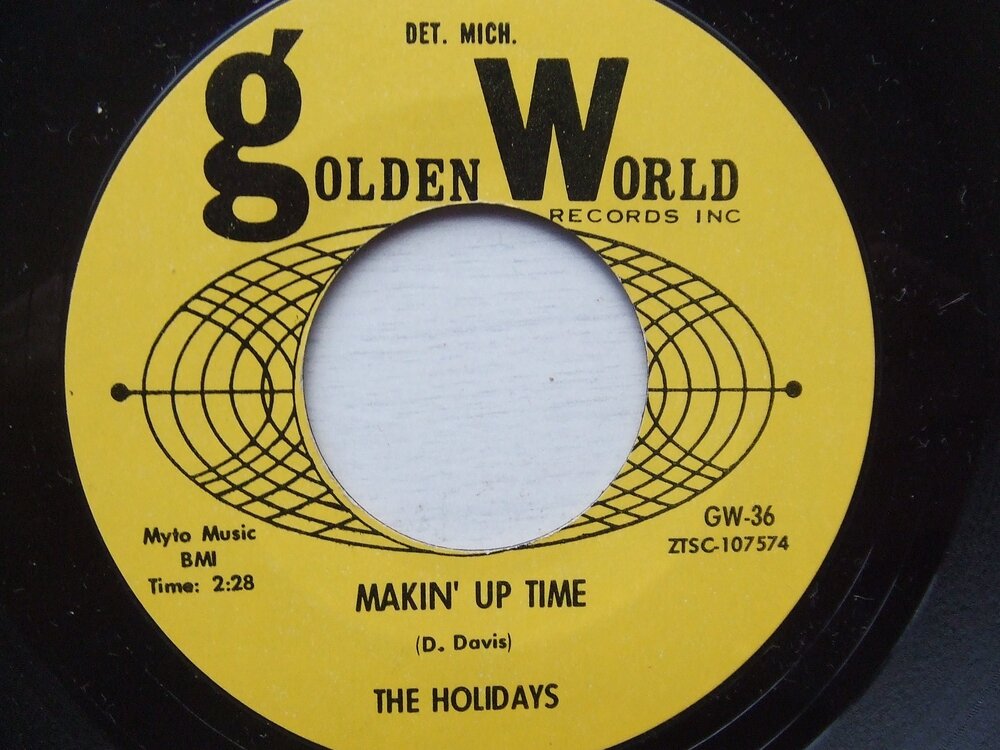 DET. MICH.
gOLDEN WORLD
RECORDS INC
Myto Music
BMI
Time: 2:28
GW-36
ZTSC-107574
MAKIN' UP TIME
(D. Davis)
THE HOLIDAYS